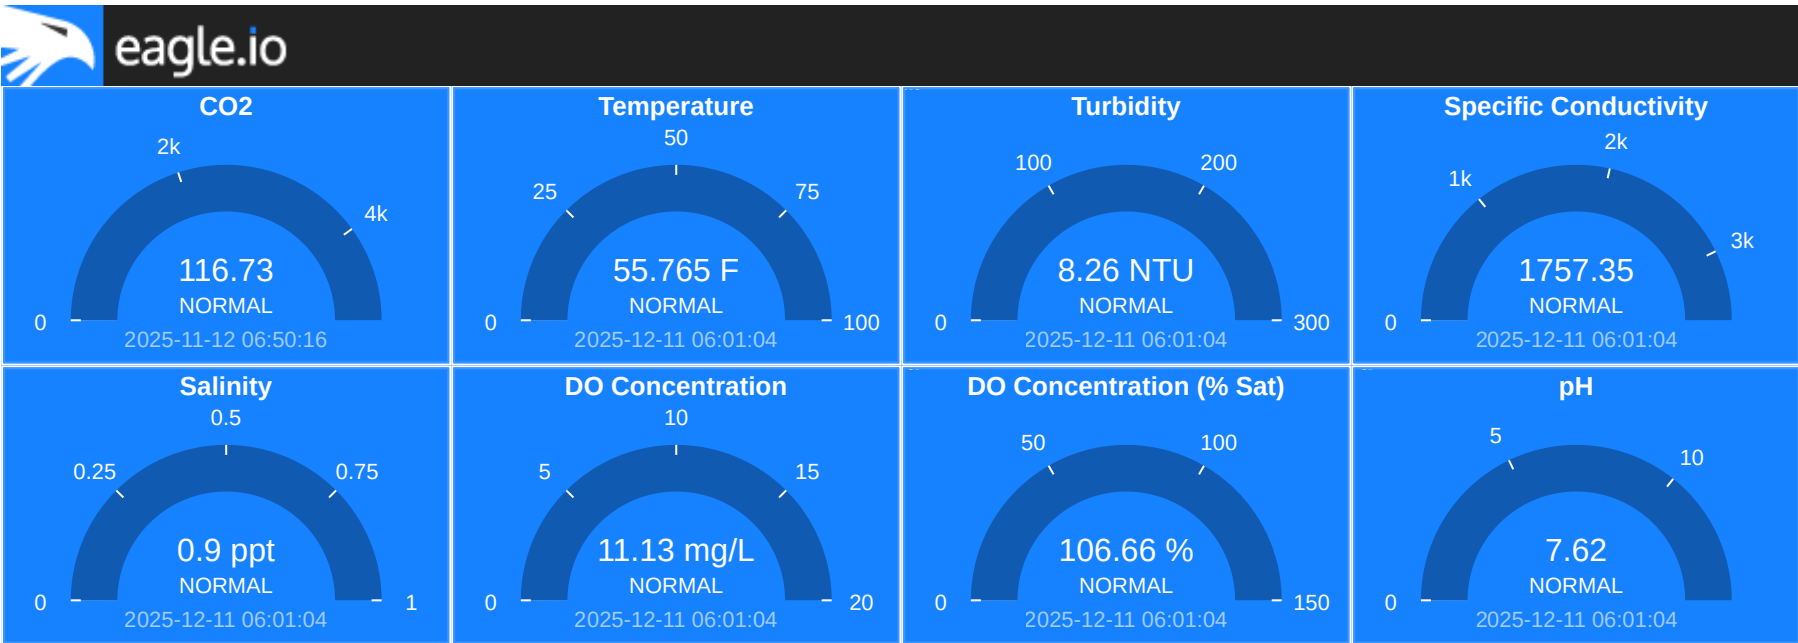 eagle.io
CO2
2k
4k
116.73
NORMAL
0
2025-11-12 06:50:16
Temperature
50
25
75
55.765 F
NORMAL
0
100
2025-12-11 06:01:04
Turbidity
100
200
8.26 NTU
NORMAL
0
300
2025-12-11 06:01:04
Specific Conductivity
2k
1k
3k
1757.35
NORMAL
0
2025-12-11 06:01:04
Salinity
0.5
0.25
0.75
0.9 ppt
NORMAL
0
1
2025-12-11 06:01:04
DO Concentration
10
5
15
11.13 mg/L
NORMAL
0
20
2025-12-11 06:01:04
DO Concentration (% Sat)
50
100
106.66 %
NORMAL
0
150
2025-12-11 06:01:04
pH
5
10
7.62
NORMAL
0
2025-12-11 06:01:04